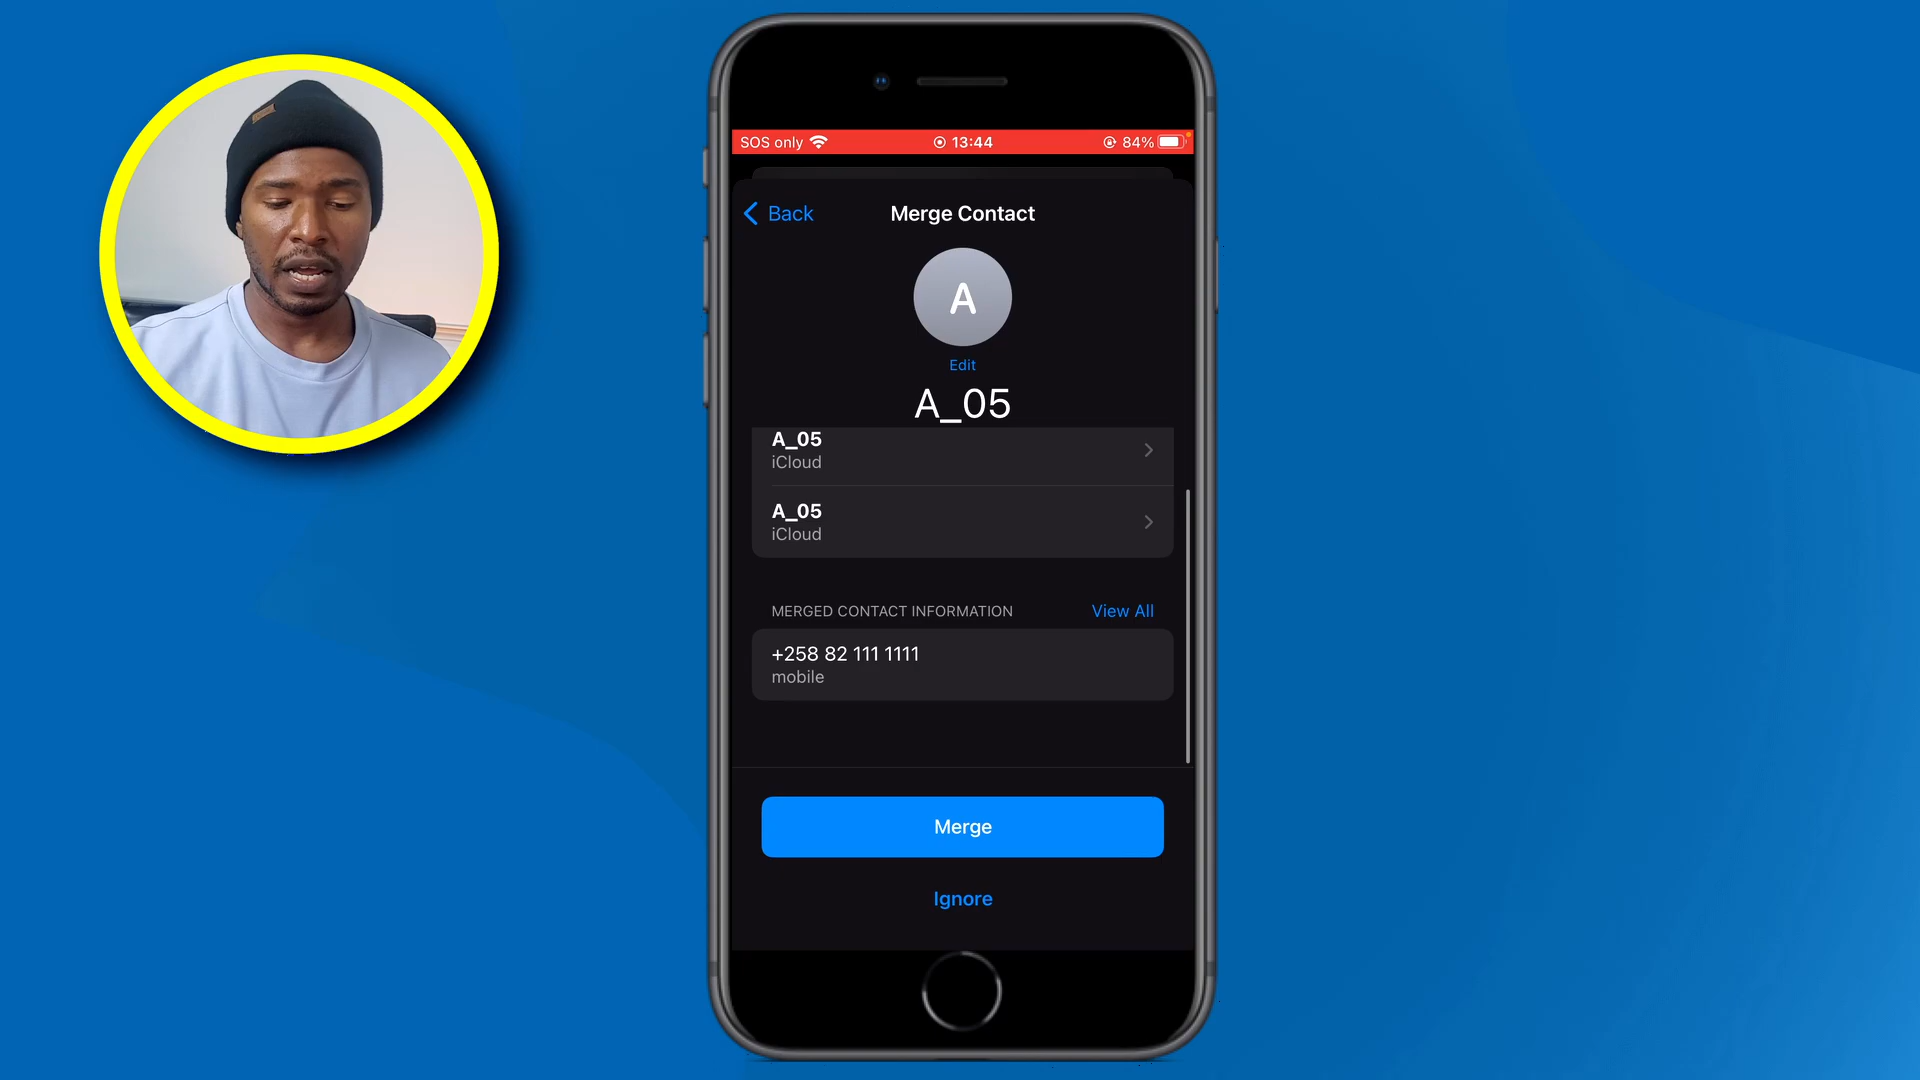 SOS only 13:44 84%
Back Merge Contact
A
Edit
A_05
A_05
iCloud
A_05
iCloud
MERGED CONTACT INFORMATION View All
+258 82 111 1111
mobile
Merge
Ignore